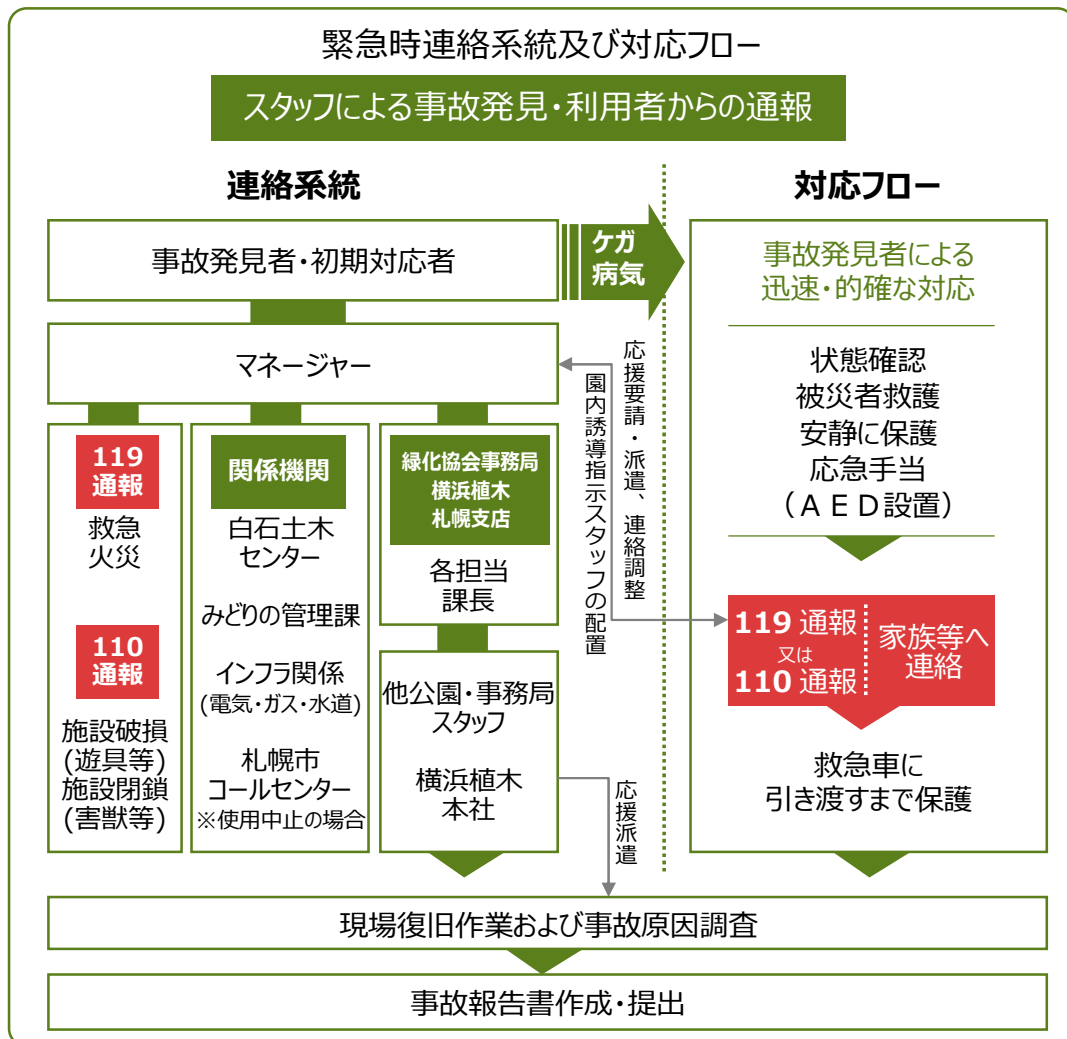 緊急時連絡系統及び対応フロー
スタッフによる事故発見・利用者からの通報
連絡系統
事故発見者・初期対応者
ケガ
病気
マネージャー
119
通報
救急
火災
110
通報
施設破損
(遊具等)
施設閉鎖
(害獣等)
関係機関
白石土木
センター
みどりの管理課
インフラ関係
(電気・ガス・水道)
札幌市
コールセンター
※使用中止の場合
緑化協会事務局
横浜植木
札幌支店
各担当
課長
他公園・事務局
スタッフ
横浜植木
本社
応援要請・派遣、連絡調整
園内誘導指示スタッフの配置
応援派遣
対応フロー
事故発見者による
迅速・的確な対応
状態確認
被災者救護
安静に保護
応急手当
（ＡＥＤ設置）
119 通報
又は
110 通報
家族等へ
連絡
救急車に
引き渡すまで保護
現場復旧作業および事故原因調査
事故報告書作成・提出